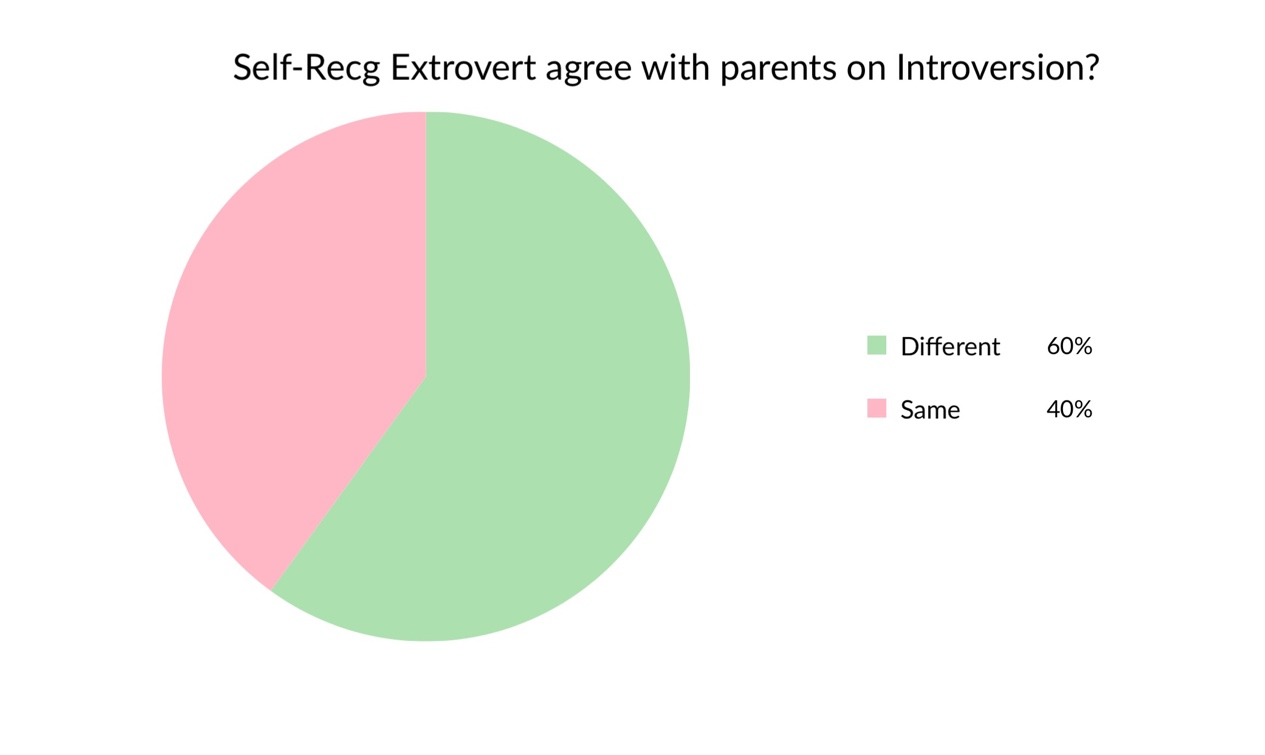 Self-Recg Extrovert agree with parents on Introversion?
Different 60%
Same 40%